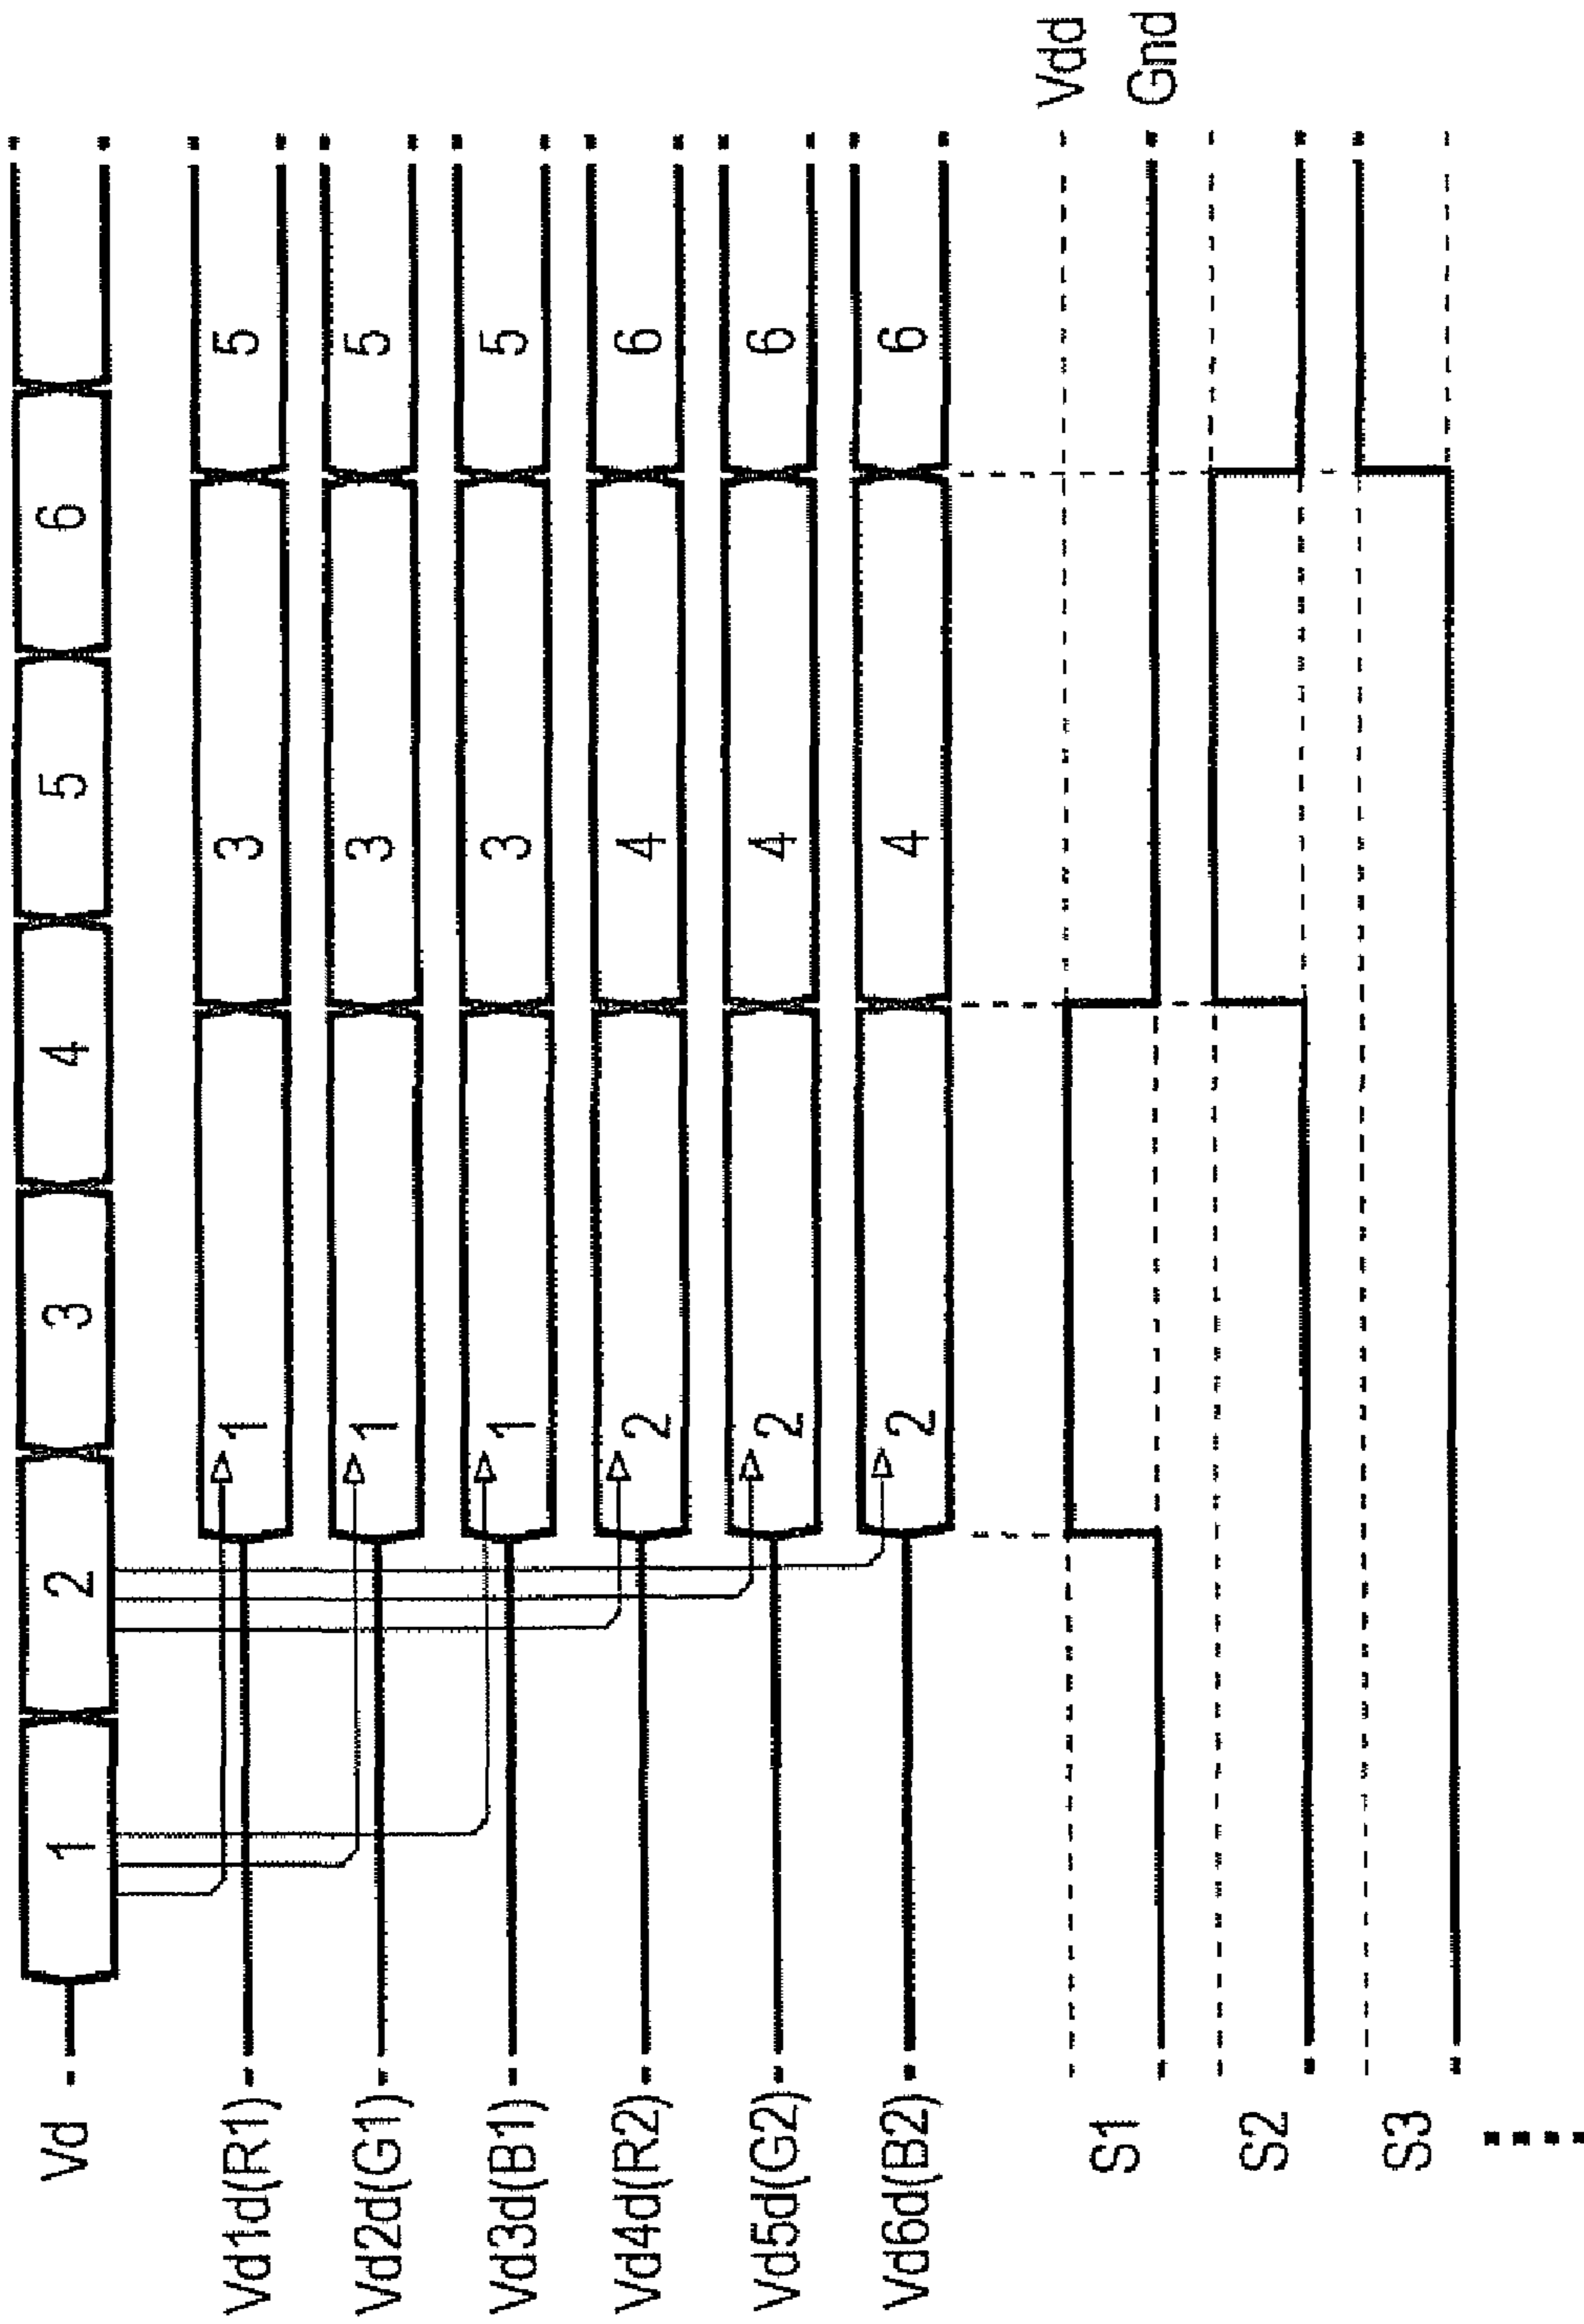 Vd 1 2 3 4 5 6
Vd1d(R1) 1 3 5
Vd2d(G1) 1 3 5
Vd3d(B1) 1 3 5
Vd4d(R2) 2 4 6
Vd5d(G2) 2 4 6
Vd6d(B2) 2 4 6
Vdd
S1 Gnd
S2
S3